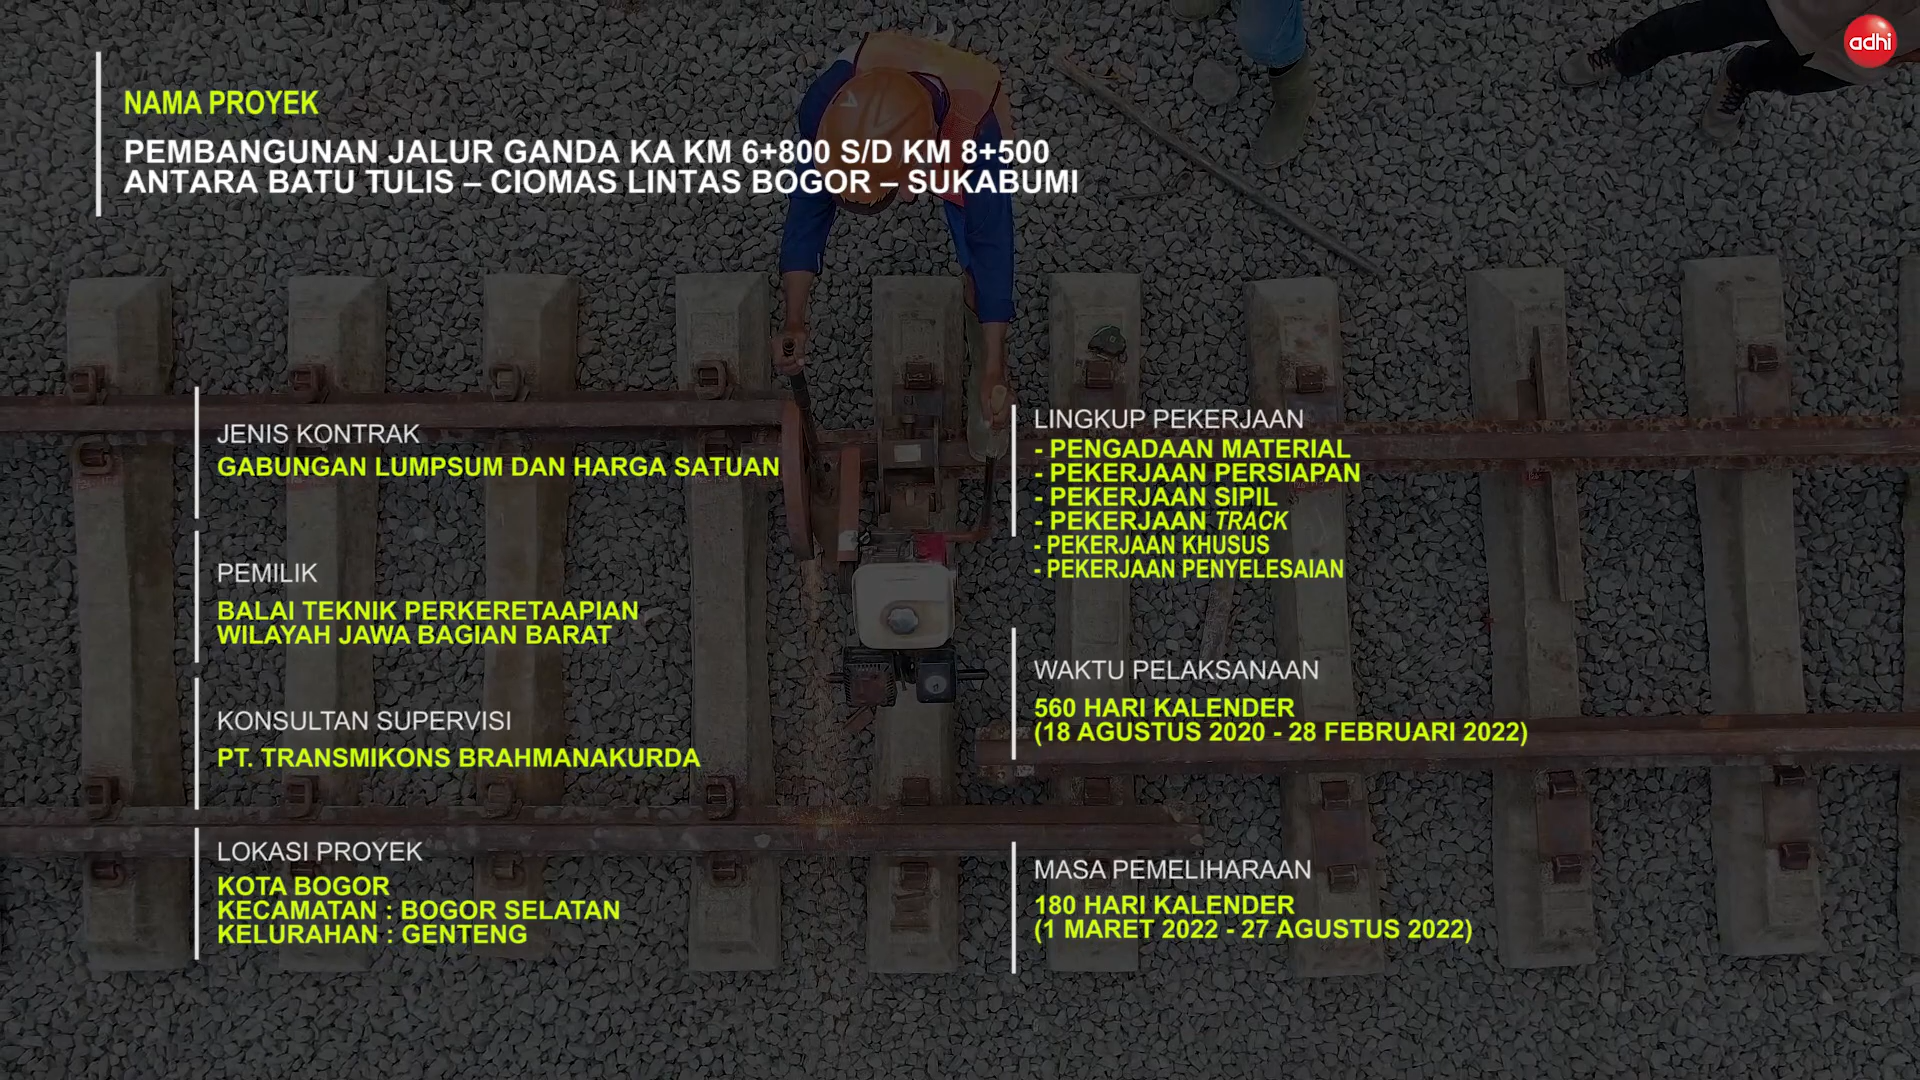 adhi
NAMA PROYEK
PEMBANGUNAN JALUR GANDA KA KM 6+800 S/D KM 8+500
ANTARA BATU TULIS – CIOMAS LINTAS BOGOR – SUKABUMI
JENIS KONTRAK
GABUNGAN LUMPSUM DAN HARGA SATUAN
PEMILIK
BALAI TEKNIK PERKERETAAPIAN
WILAYAH JAWA BAGIAN BARAT
KONSULTAN SUPERVISI
PT. TRANSMIKONS BRAHMANAKURDA
LOKASI PROYEK
KOTA BOGOR
KECAMATAN : BOGOR SELATAN
KELURAHAN : GENTENG
LINGKUP PEKERJAAN
- PENGADAAN MATERIAL
- PEKERJAAN PERSIAPAN
- PEKERJAAN SIPIL
- PEKERJAAN TRACK
- PEKERJAAN KHUSUS
- PEKERJAAN PENYELESAIAN
WAKTU PELAKSANAAN
560 HARI KALENDER
(18 AGUSTUS 2020 - 28 FEBRUARI 2022)
MASA PEMELIHARAAN
180 HARI KALENDER
(1 MARET 2022 - 27 AGUSTUS 2022)